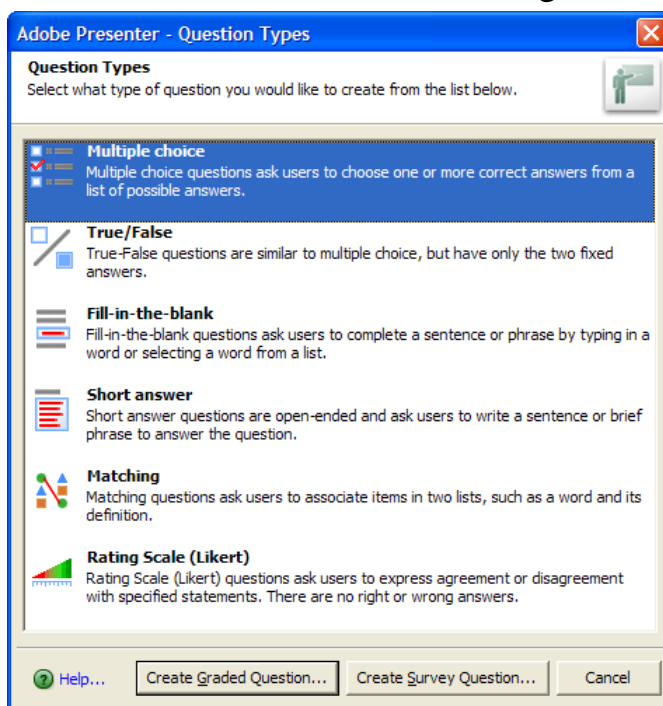 Adobe Presenter - Question Types
Question Types
Select what type of question you would like to create from the list below.
Multiple choice
Multiple choice questions ask users to choose one or more correct answers from a
list of possible answers.
True/False
True-False questions are similar to multiple choice, but have only the two fixed
answers.
Fill-in-the-blank
Fill-in-the-blank questions ask users to complete a sentence or phrase by typing in a
word or selecting a word from a list.
Short answer
Short answer questions are open-ended and ask users to write a sentence or brief
phrase to answer the question.
Matching
Matching questions ask users to associate items in two lists, such as a word and its
definition.
Rating Scale (Likert)
Rating Scale (Likert) questions ask users to express agreement or disagreement
with specified statements. There are no right or wrong answers.
Help... Create Graded Question... Create Survey Question... Cancel